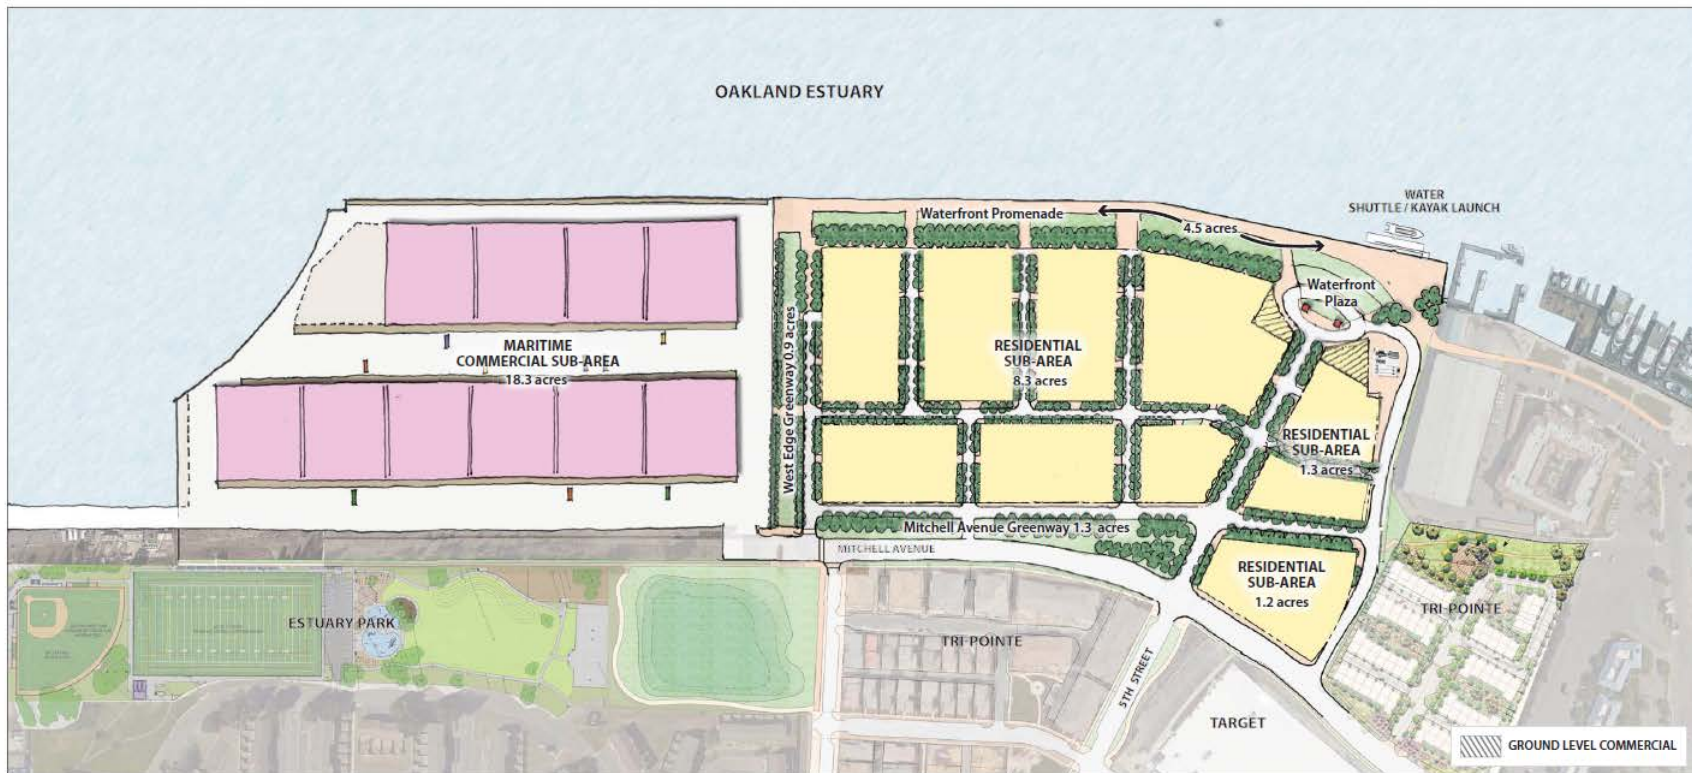 OAKLAND ESTUARY
WATER
SHUTTLE / KAYAK LAUNCH
Waterfront Promenade
4.5 acres
Waterfront
Plaza
MARITIME
COMMERCIAL SUB-AREA
18.3 acres
West Edge Greenway 0.9 acres
RESIDENTIAL
SUB-AREA
8.3 acres
RESIDENTIAL
SUB-AREA
1.3 acres
Mitchell Avenue Greenway 1.3 acres
MITCHELL AVENUE
RESIDENTIAL
SUB-AREA
1.2 acres
ESTUARY PARK
TRI-POINTE
TRI-POINTE
5TH STREET
TARGET
GROUND LEVEL COMMERCIAL